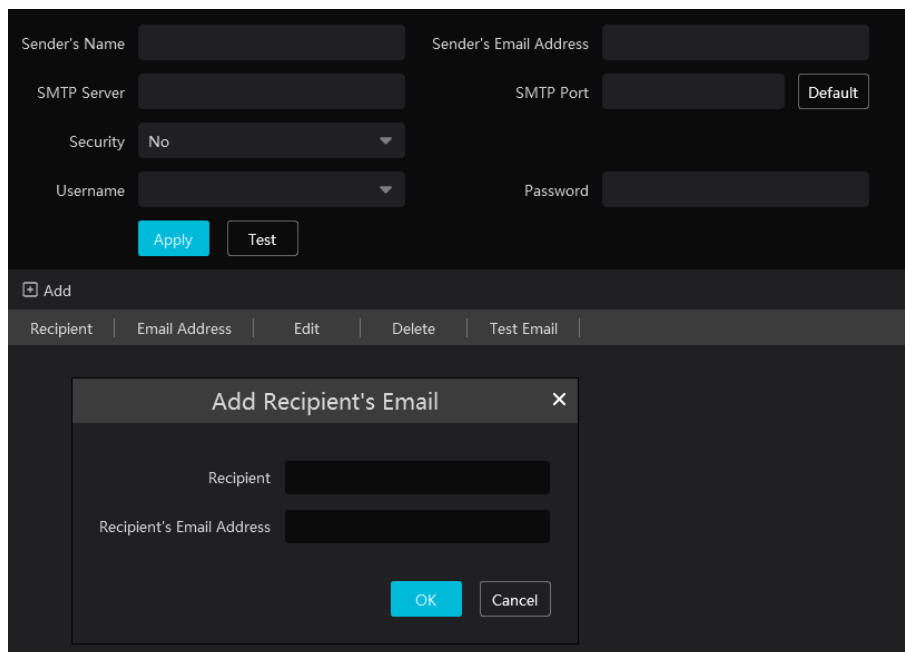 Sender's Name Sender's Email Address
SMTP Server SMTP Port Default
Security No
Username Password
Apply Test
Add
Recipient Email Address Edit Delete Test Email
Add Recipient's Email
Recipient
Recipient's Email Address
OK Cancel